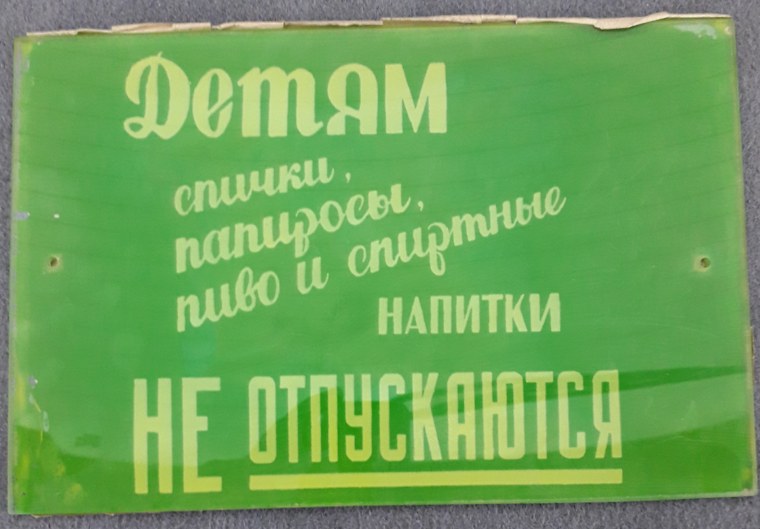 Детям
спички,
папиросы,
пиво и спиртные
НАПИТКИ
НЕ ОТПУСКАЮТСЯ